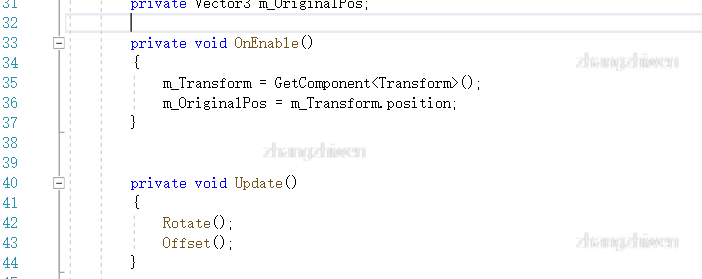 31 private Vector3 m_OriginalPos;
32
33 private void OnEnable()
34 {
35 m_Transform = GetComponent<Transform>();
36 m_OriginalPos = m_Transform.position;
37 }
38
39
40 private void Update()
41 {
42 Rotate();
43 Offset();
44 }
zhangzhiwen
zhangzhiwen
zhangzhiwen